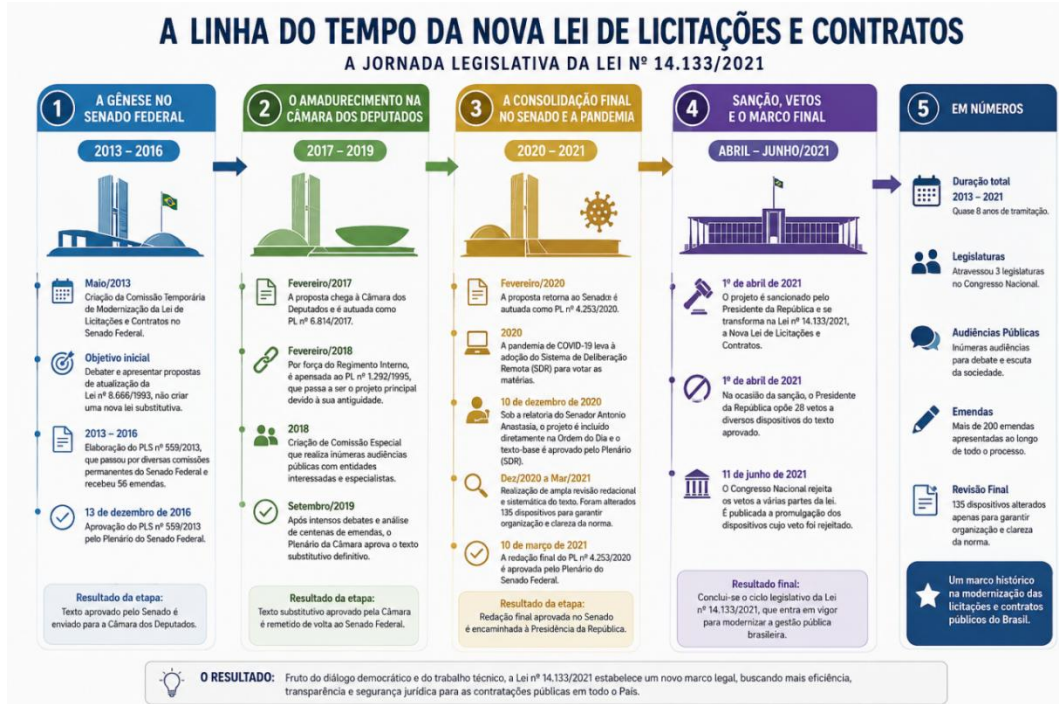 A LINHA DO TEMPO DA NOVA LEI DE LICITAÇÕES E CONTRATOS
A JORNADA LEGISLATIVA DA LEI Nº 14.133/2021
1
A GÊNESE NO
SENADO FEDERAL
2013 – 2016
Maio/2013
Criação da Comissão Temporária
de Modernização da Lei de
Licitações e Contratos no
Senado Federal.
Objetivo inicial
Debater e apresentar propostas
de atualização da
Lei nº 8.666/1993, não criar
uma nova lei substitutiva.
2013 – 2016
Elaboração do PLS nº 559/2013,
que passou por diversas comissões
permanentes do Senado Federal e
recebeu 56 emendas.
13 de dezembro de 2016
Aprovação do PLS nº 559/2013
pelo Plenário do Senado Federal.
Resultado da etapa:
Texto aprovado pelo Senado é
enviado para a Câmara dos Deputados.
2
O AMADURECIMENTO NA
CÂMARA DOS DEPUTADOS
2017 – 2019
Fevereiro/2017
A proposta chega à Câmara dos
Deputados e é autuada como
PL nº 6.814/2017.
Fevereiro/2018
Por força do Regimento Interno,
é apensada ao PL nº 1.292/1995,
que passa a ser o projeto principal
devido à sua antiguidade.
2018
Criação de Comissão Especial
que realiza inúmeras audiências
públicas com entidades
interessadas e especialistas.
Setembro/2019
Após intensos debates e análise
de centenas de emendas, o
Plenário da Câmara aprova o texto
substitutivo definitivo.
Resultado da etapa:
Texto substitutivo aprovado pela Câmara
é remetido de volta ao Senado Federal.
3
A CONSOLIDAÇÃO FINAL
NO SENADO E A PANDEMIA
2020 – 2021
Fevereiro/2020
A proposta retorna ao Senado e é
autuada como PL nº 4.253/2020.
2020
A pandemia de COVID-19 leva à
adoção do Sistema de Deliberação
Remota (SDR) para votar as
matérias.
10 de dezembro de 2020
Sob a relatoria do Senador Antonio
Anastasia, o projeto é incluído
diretamente na Ordem do Dia e o
texto-base é aprovado pelo Plenário
(SDR).
Dez/2020 a Mar/2021
Realização de ampla revisão redacional
e sistemática do texto. Foram alterados
135 dispositivos para garantir
organização e clareza da norma.
10 de março de 2021
A redação final do PL nº 4.253/2020
é aprovada pelo Plenário do
Senado Federal.
Resultado da etapa:
Redação final aprovada no Senado
é encaminhada à Presidência da República.
4
SANÇÃO, VETOS
E O MARCO FINAL
ABRIL – JUNHO/2021
1º de abril de 2021
O projeto é sancionado pelo
Presidente da República e se
transforma na Lei nº 14.133/2021,
a Nova Lei de Licitações e
Contratos.
1º de abril de 2021
Na ocasião da sanção, o Presidente
da República opõe 28 vetos a
diversos dispositivos do texto
aprovado.
11 de junho de 2021
O Congresso Nacional rejeita
os vetos a várias partes da lei.
É publicada a promulgação dos
dispositivos cujo veto foi rejeitado.
Resultado final:
Conclui-se o ciclo legislativo da Lei
nº 14.133/2021, que entra em vigor
para modernizar a gestão pública
brasileira.
5
EM NÚMEROS
Duração total
2013 – 2021
Quase 8 anos de tramitação.
Legislaturas
Atravessou 3 legislaturas
no Congresso Nacional.
Audiências Públicas
Inúmeras audiências
para debate e escuta
da sociedade.
Emendas
Mais de 200 emendas
apresentadas ao longo
de todo o processo.
Revisão Final
135 dispositivos alterados
apenas para garantir
organização e clareza
da norma.
Um marco histórico
na modernização das
licitações e contratos
públicos do Brasil.
O RESULTADO: Fruto do diálogo democrático e do trabalho técnico, a Lei nº 14.133/2021 estabelece um novo marco legal, buscando mais eficiência,
transparência e segurança jurídica para as contratações públicas em todo o País.